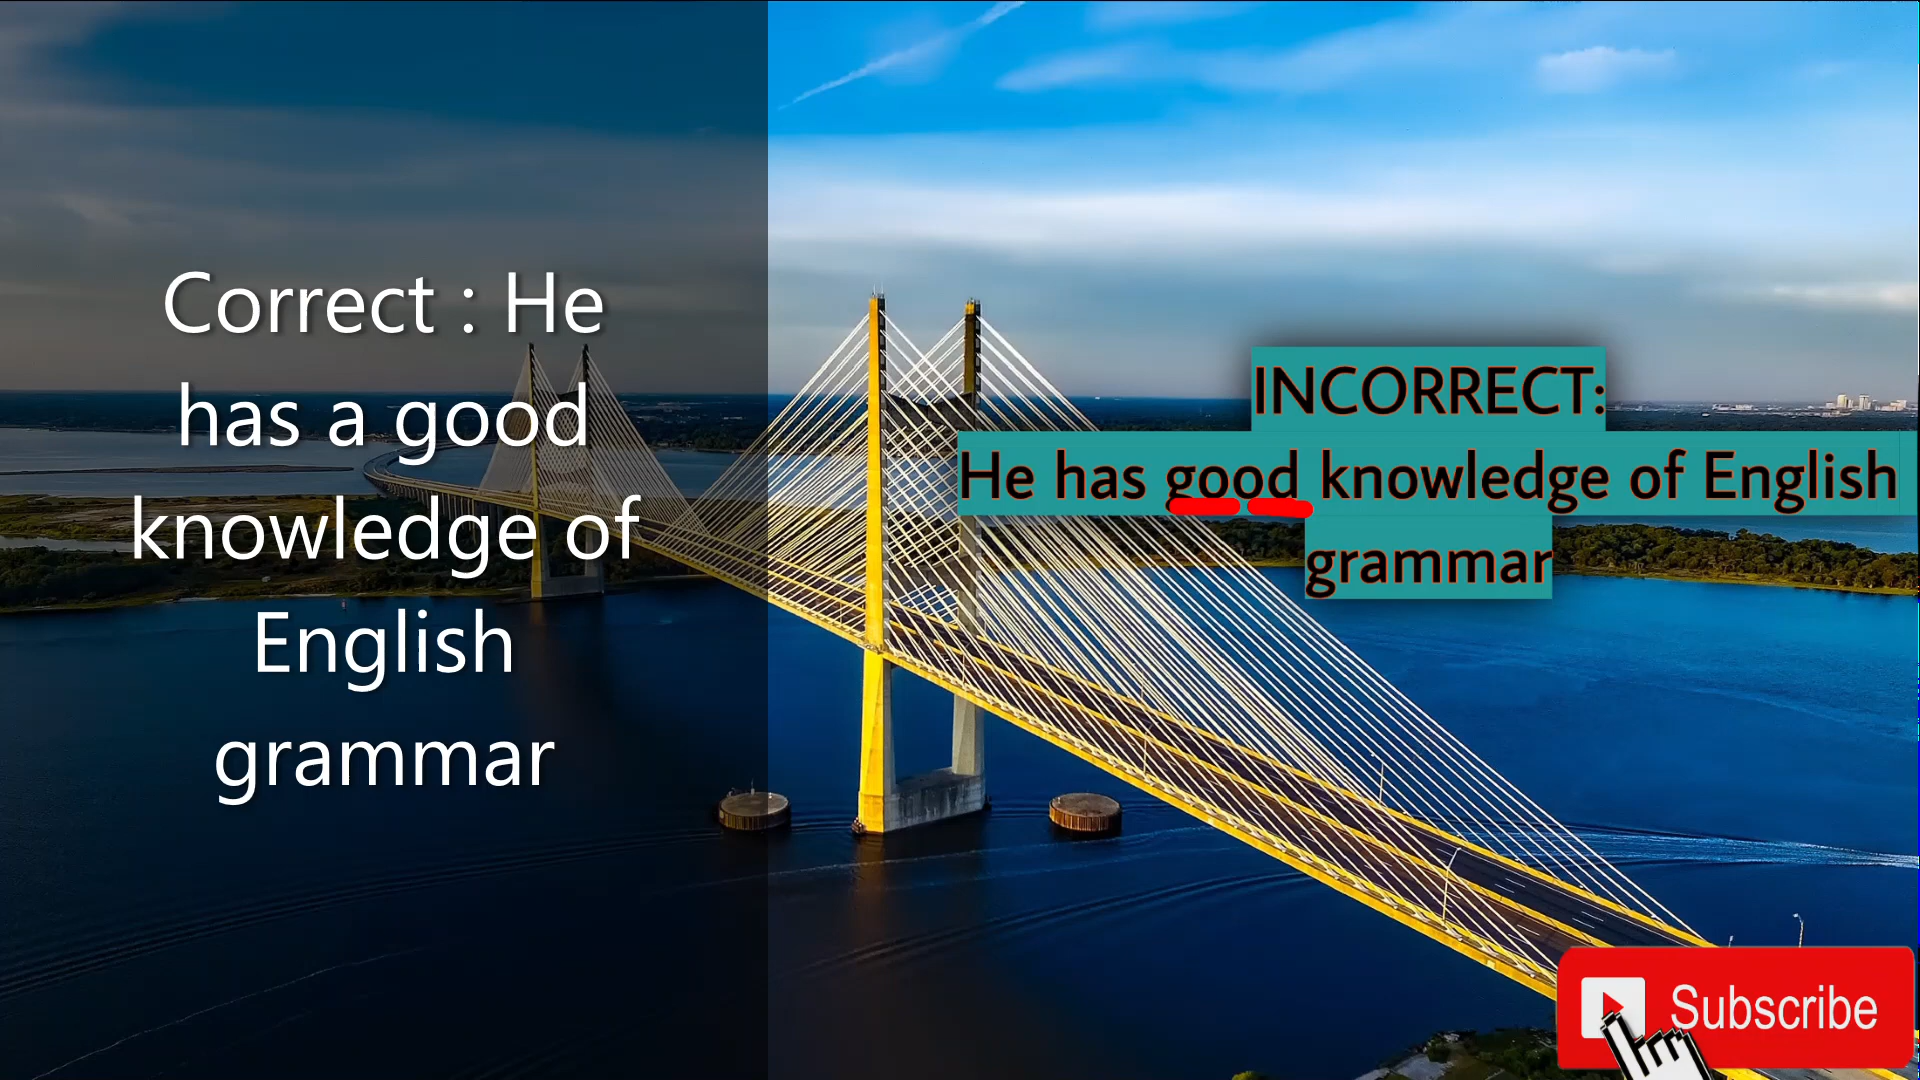 Correct : He
has a good
knowledge of
English
grammar
INCORRECT:
He has good knowledge of English
grammar
Subscribe